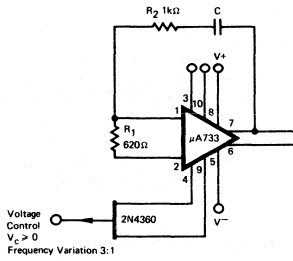 R2 1kΩ
C
V+
3
10
8
1
7
R1
620Ω
μA733
6
2
4
9
5
2N4360
V−
Voltage
Control
VC ≥ 0
Frequency Variation 3:1